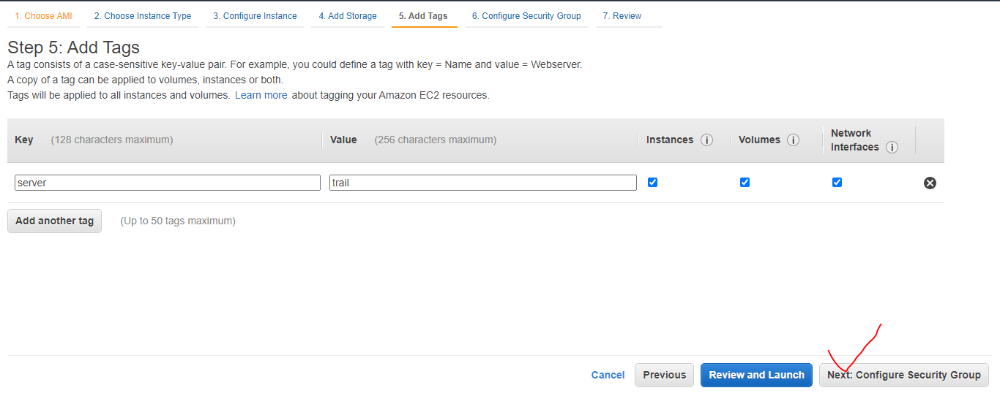 1. Choose AMI 2. Choose Instance Type 3. Configure Instance 4. Add Storage 5. Add Tags 6. Configure Security Group 7. Review
Step 5: Add Tags
A tag consists of a case-sensitive key-value pair. For example, you could define a tag with key = Name and value = Webserver.
A copy of a tag can be applied to volumes, instances or both.
Tags will be applied to all instances and volumes. Learn more about tagging your Amazon EC2 resources.
Key (128 characters maximum) Value (256 characters maximum) Instances i Volumes i Network
Interfaces i
server trail
Add another tag (Up to 50 tags maximum)
Cancel Previous Review and Launch Next: Configure Security Group